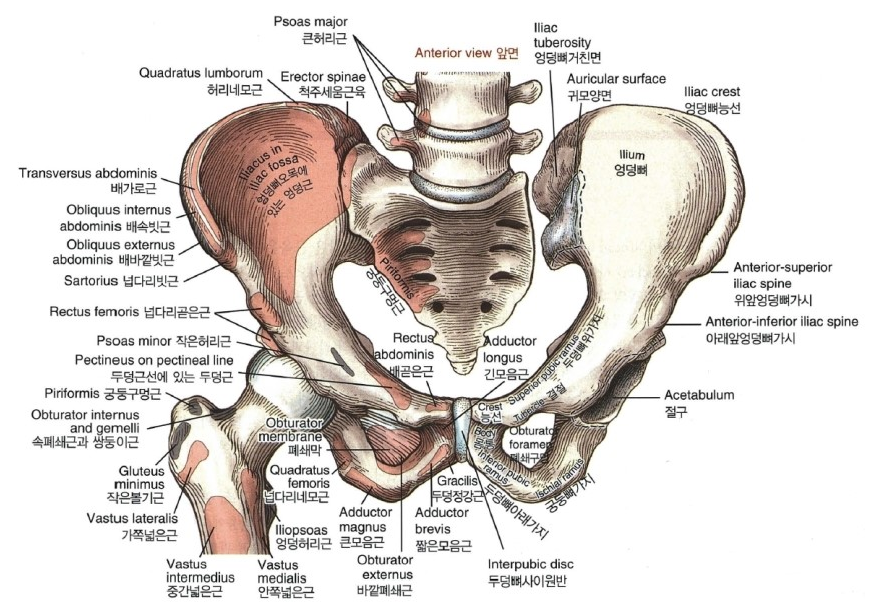 Psoas major
큰허리근
Anterior view 앞면
Iliac
tuberosity
엉덩뼈거친면
Quadratus lumborum
허리네모근
Erector spinae
척주세움근육
Auricular surface
귀모양면
Iliac crest
엉덩뼈능선
Iliacus in
iliac fossa
엉덩뼈오목에
있는 엉덩근
Ilium
엉덩뼈
Transversus abdominis
배가로근
Obliquus internus
abdominis 배속빗근
Obliquus externus
abdominis 배바깥빗근
Sartorius 넙다리빗근
Piriformis
궁둥구멍근
Anterior-superior
iliac spine
위앞엉덩뼈가시
Rectus femoris 넙다리곧은근
Anterior-inferior iliac spine
아래앞엉덩뼈가시
Psoas minor 작은허리근
Rectus
abdominis
배곧은근
Adductor
longus
긴모음근
Superior pubic ramus
두덩뼈위가지
Pectineus on pectineal line
두덩근선에 있는 두덩근
Piriformis 궁둥구멍근
Acetabulum
절구
Crest
능선
Tubercle 결절
Obturator internus
and gemelli
속폐쇄근과 쌍둥이근
Obturator
membrane
폐쇄막
Body
Obturator
foramen
폐쇄구멍
Inferior pubic
ramus
두덩뼈아래가지
Ischial ramus
궁둥뼈가지
Gluteus
minimus
작은볼기근
Quadratus
femoris
넙다리네모근
Gracilis
두덩정강근
Vastus lateralis
가쪽넓은근
Iliopsoas
엉덩허리근
Adductor
magnus
큰모음근
Adductor
brevis
짧은모음근
Vastus
intermedius
중간넓은근
Vastus
medialis
안쪽넓은근
Obturator
externus
바깥폐쇄근
Interpubic disc
두덩뼈사이원반